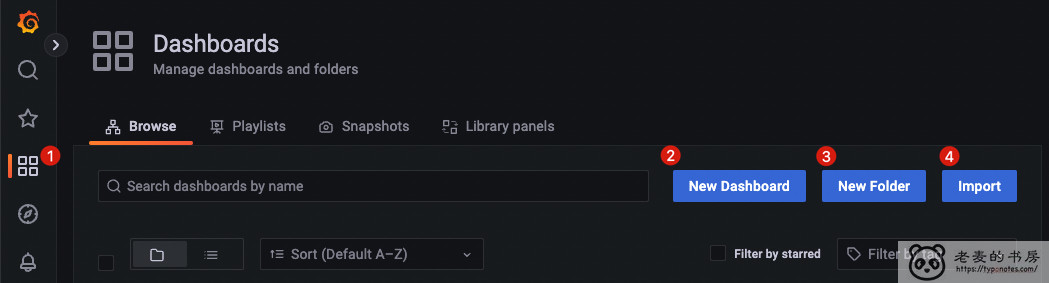 Dashboards
Manage dashboards and folders
Browse
Playlists
Snapshots
Library panels
1
2
3
4
Search dashboards by name
New Dashboard
New Folder
Import
Sort (Default A–Z)
Filter by starred
Filter by tag
老麦的书房
https://typonotes.com